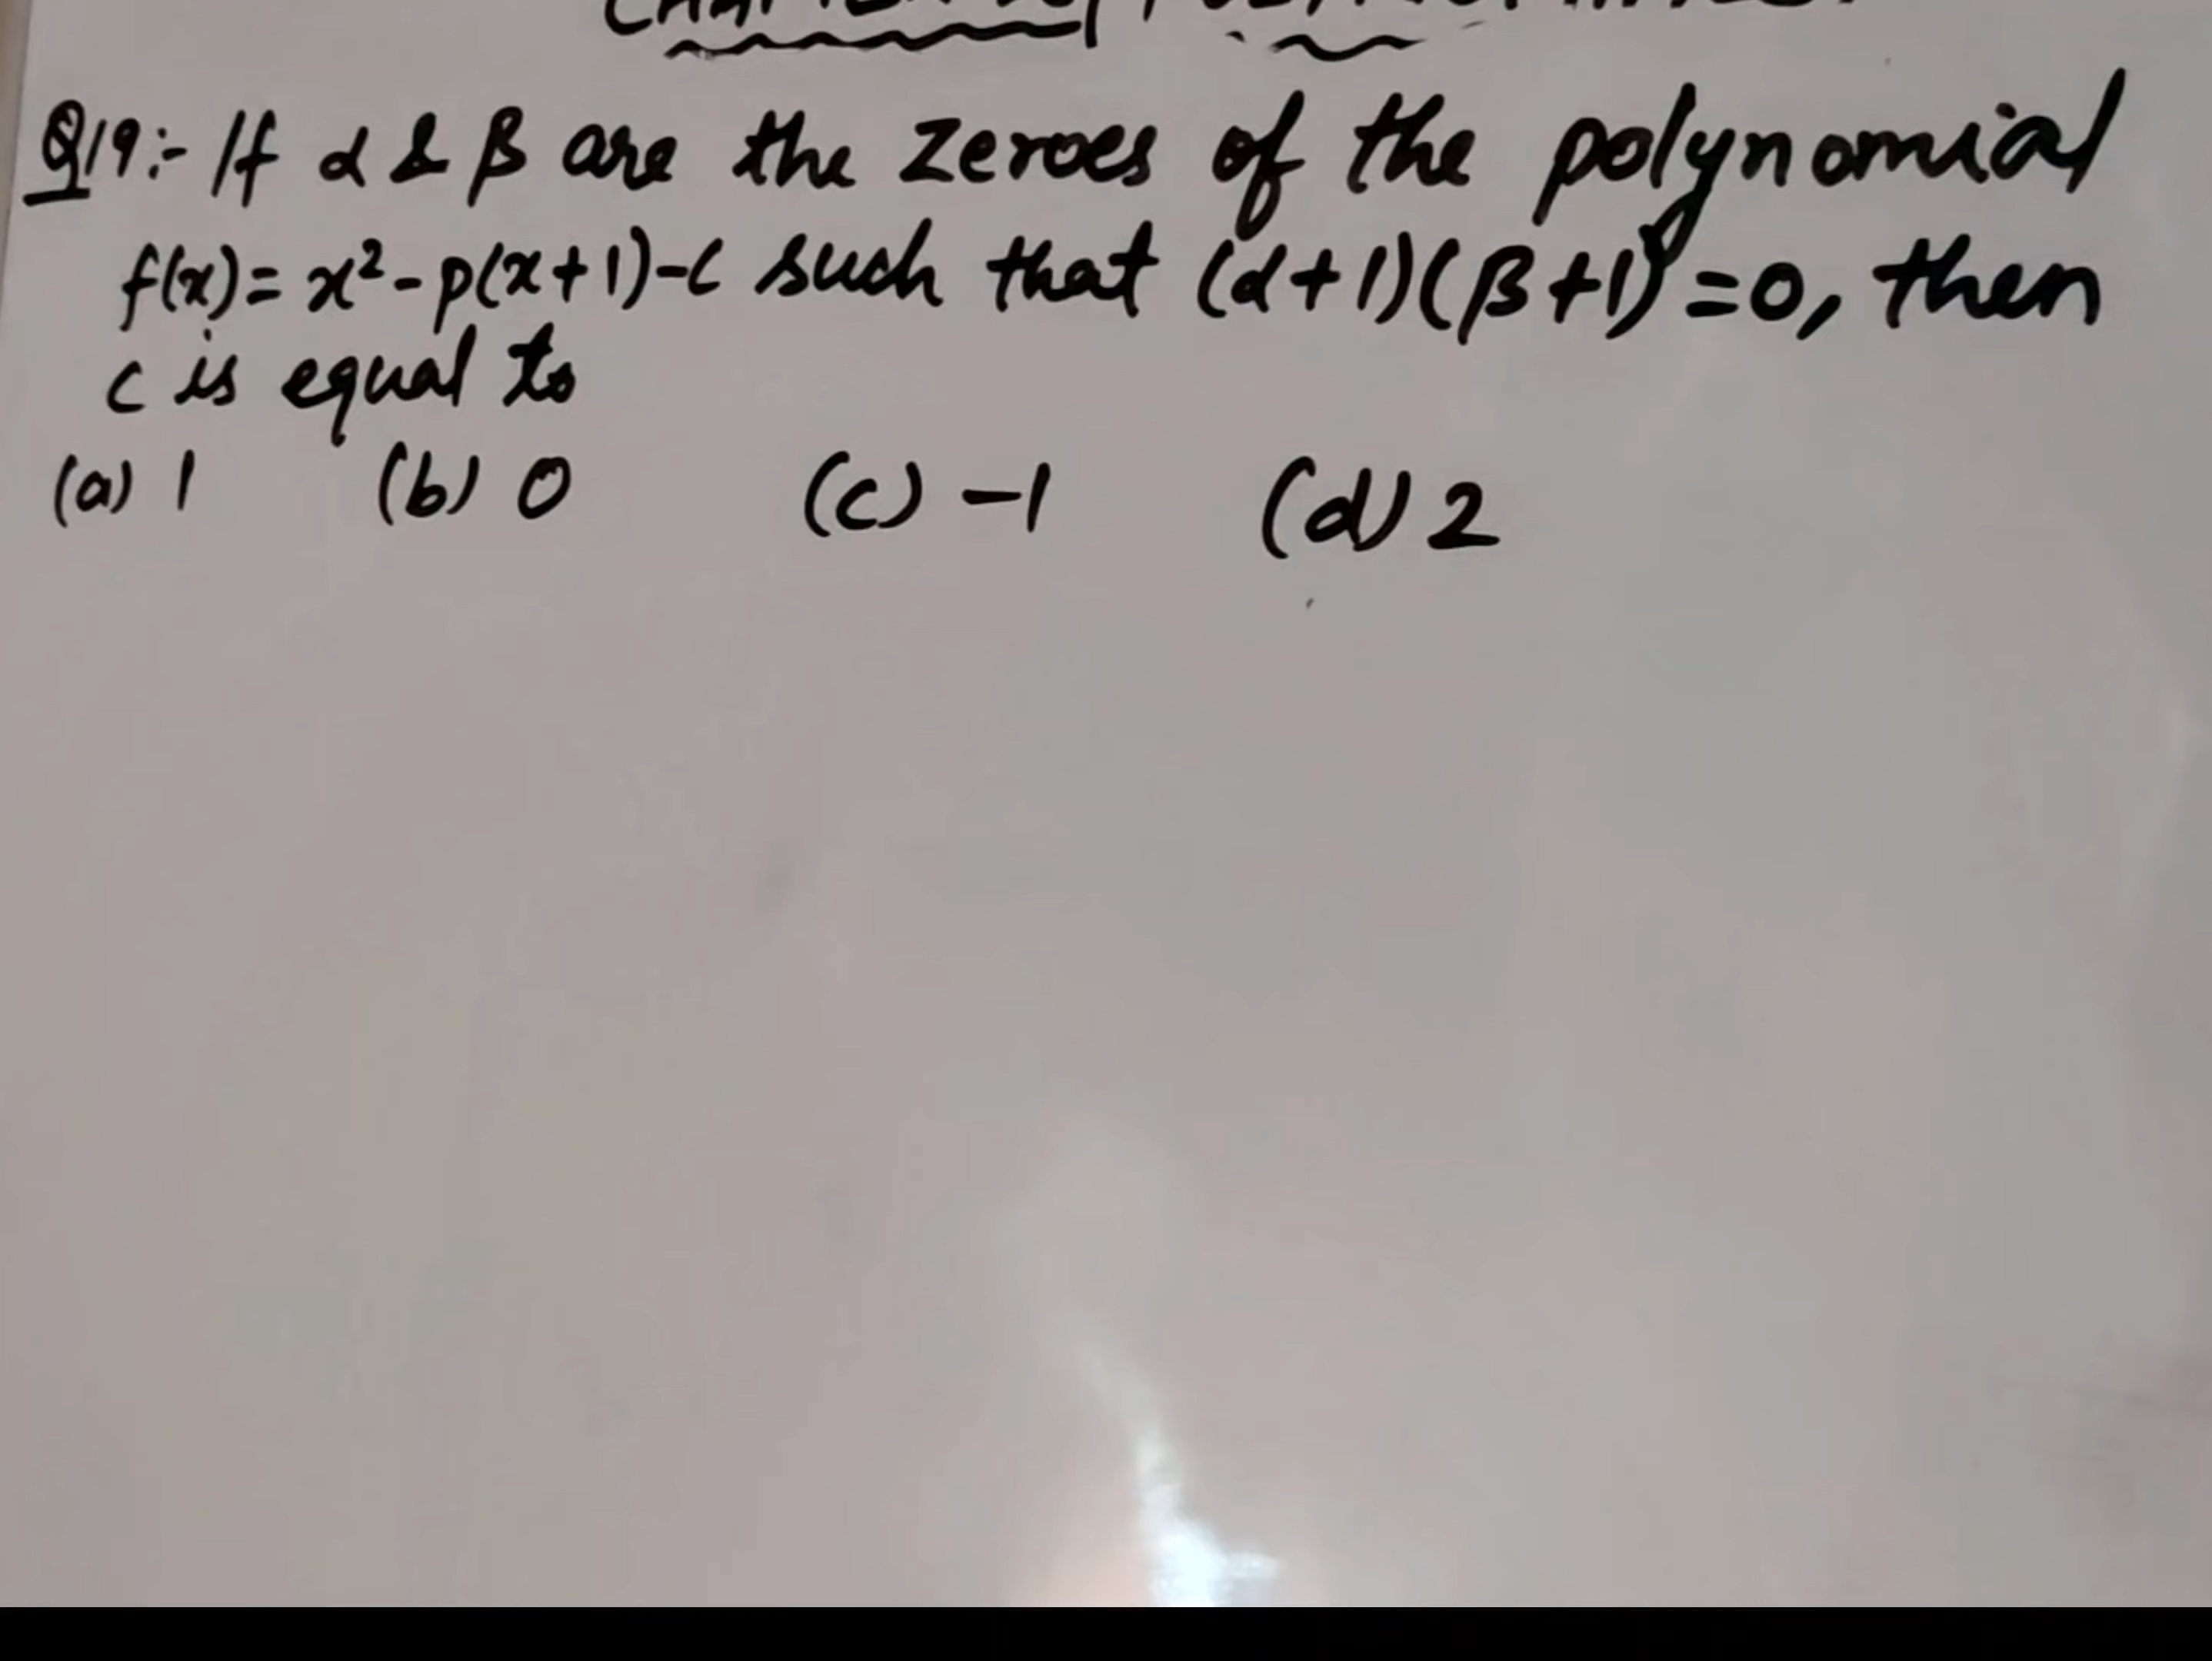 Q19:- If α & β are the zeroes of the polynomial
f(x) = x² - p(x+1) - c such that (α+1)(β+1) = 0, then
c is equal to
(a) 1 (b) 0 (c) -1 (d) 2